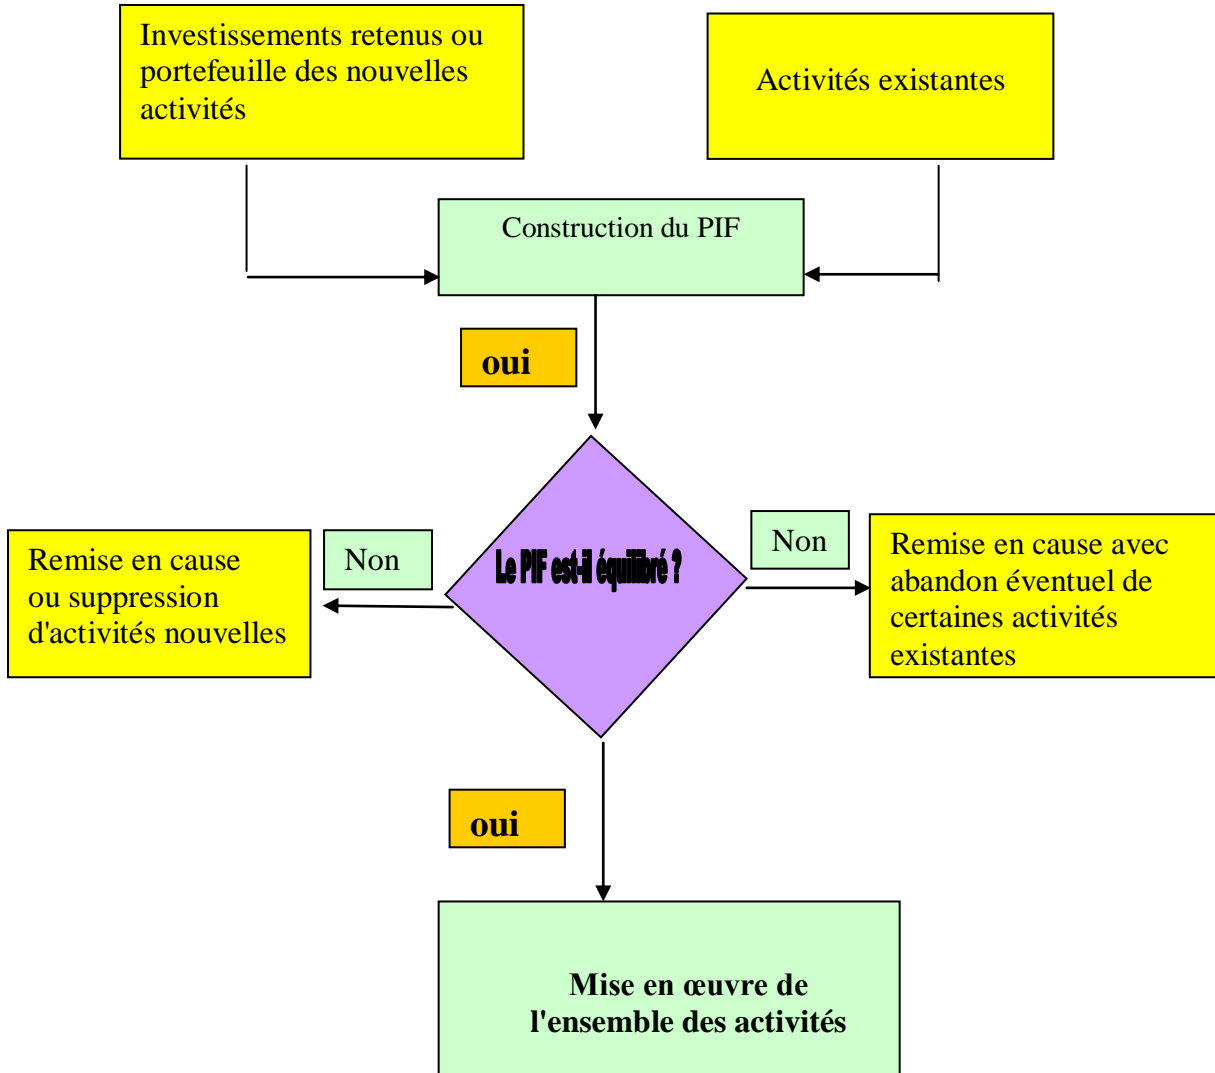 Investissements retenus ou
portefeuille des nouvelles
activités
Activités existantes
Construction du PIF
oui
Le PIF est-il équilibré ?
Non
Remise en cause
ou suppression
d'activités nouvelles
Non
Remise en cause avec
abandon éventuel de
certaines activités
existantes
oui
Mise en œuvre de
l'ensemble des activités